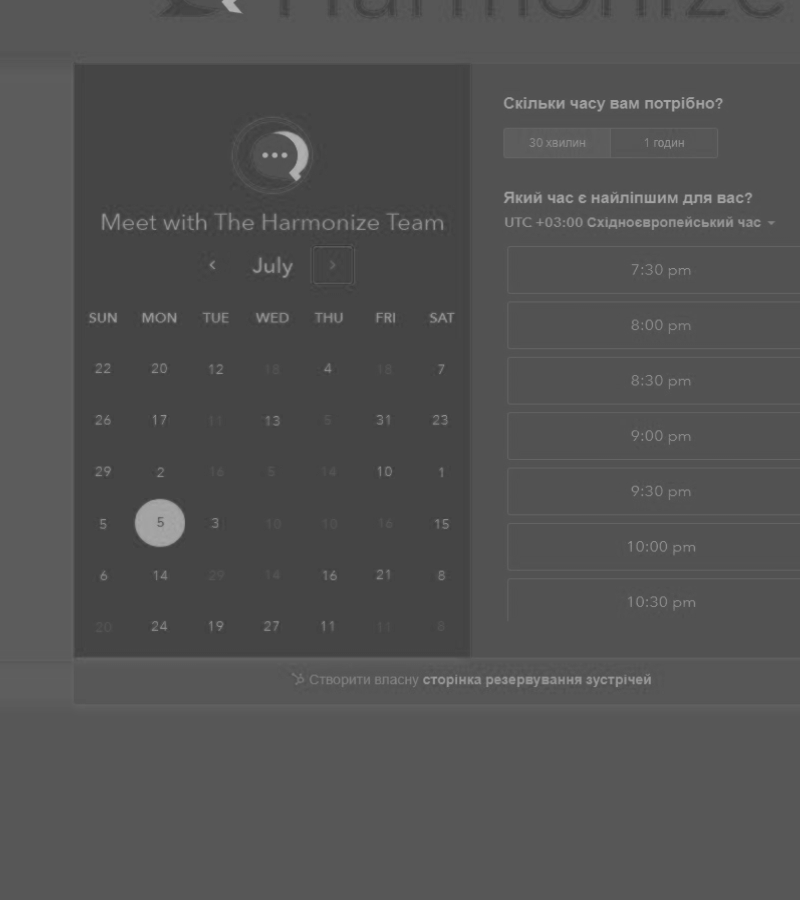 Harmonize
Meet with The Harmonize Team
July
SUN MON TUE WED THU FRI SAT
22 20 12 18 4 18 7
26 17 11 13 5 31 23
29 2 16 5 14 10 1
5 5 3 10 10 16 15
6 14 29 14 16 21 8
20 24 19 27 11 11 8
Скільки часу вам потрібно?
30 хвилин 1 годин
Який час є найліпшим для вас?
UTC +03:00 Східноєвропейський час
7:30 pm
8:00 pm
8:30 pm
9:00 pm
9:30 pm
10:00 pm
10:30 pm
Створити власну сторінка резервування зустрічей